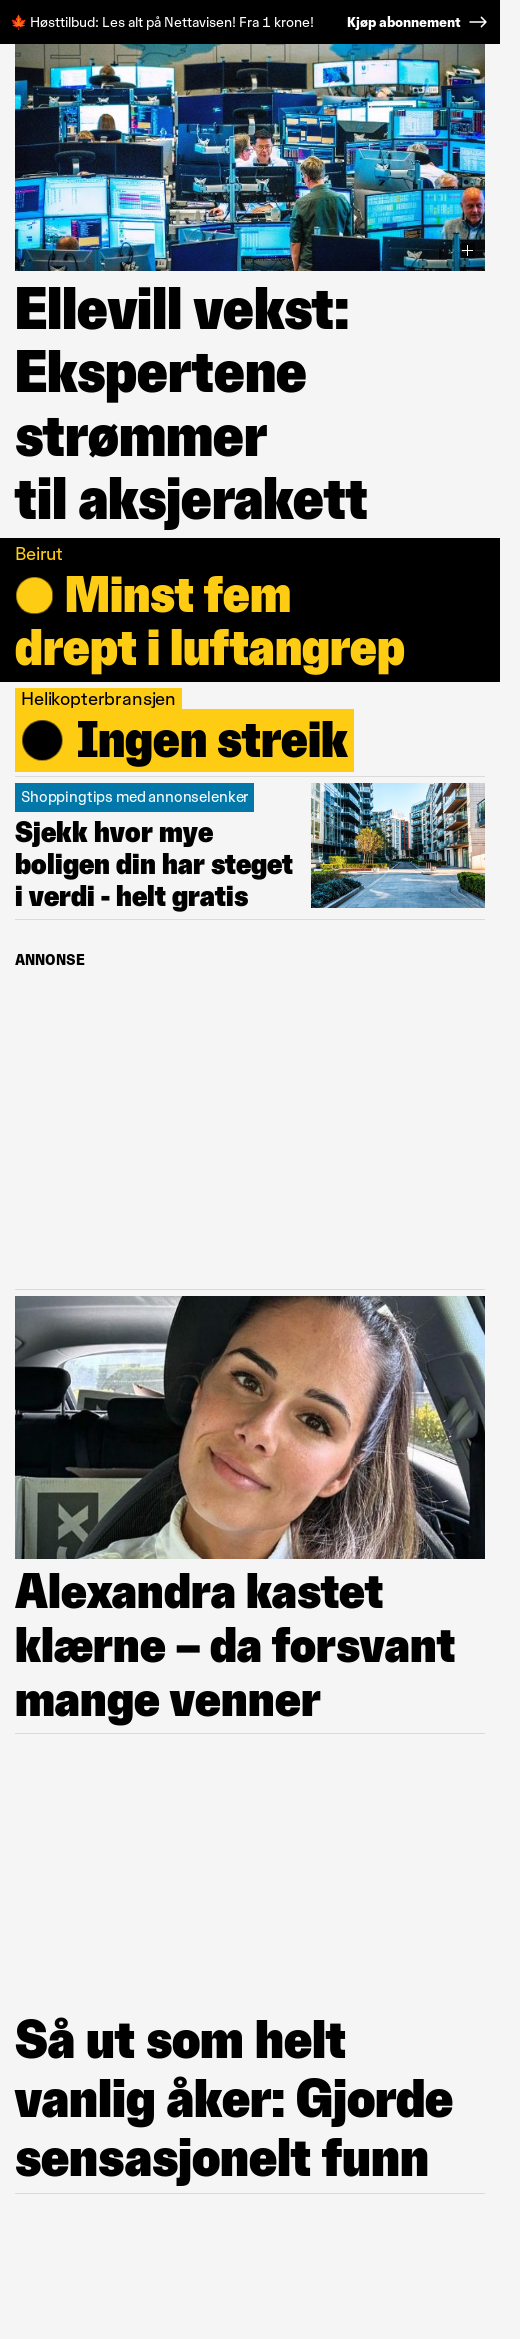 🍁 Høsttilbud: Les alt på Nettavisen! Fra 1 krone! Kjøp abonnement →
Ellevill vekst:
Ekspertene
strømmer
til aksjerakett
Beirut
Minst fem
drept i luftangrep
Helikopterbransjen
Ingen streik
Shoppingtips med annonselenker
Sjekk hvor mye
boligen din har steget
i verdi - helt gratis
ANNONSE
Alexandra kastet
klærne – da forsvant
mange venner
Så ut som helt
vanlig åker: Gjorde
sensasjonelt funn